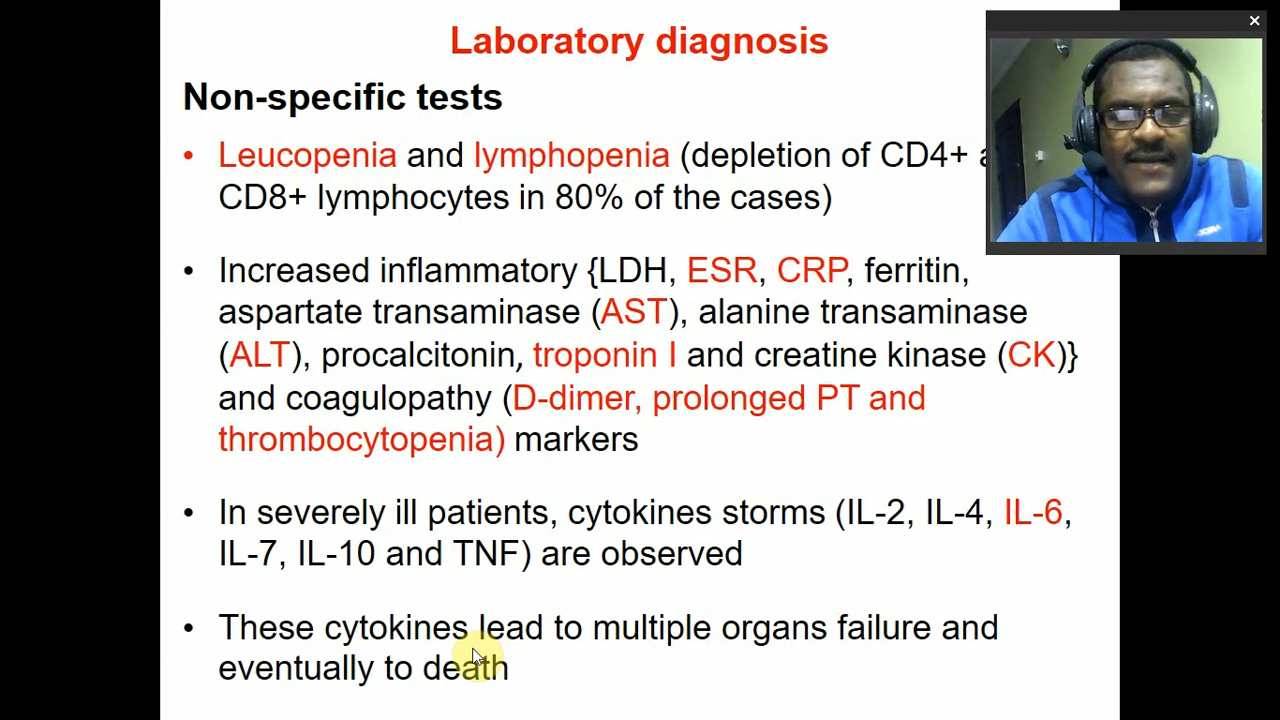 Laboratory diagnosis
Non-specific tests
• Leucopenia and lymphopenia (depletion of CD4+
CD8+ lymphocytes in 80% of the cases)
• Increased inflammatory {LDH, ESR, CRP, ferritin,
aspartate transaminase (AST), alanine transaminase
(ALT), procalcitonin, troponin I and creatine kinase (CK)}
and coagulopathy (D-dimer, prolonged PT and
thrombocytopenia) markers
• In severely ill patients, cytokines storms (IL-2, IL-4, IL-6,
IL-7, IL-10 and TNF) are observed
• These cytokines lead to multiple organs failure and
eventually to death